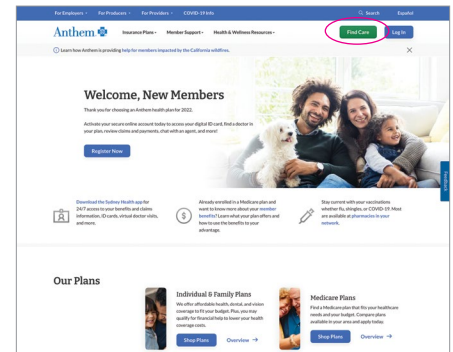 For Employers
For Producers
For Providers
COVID-19 Info
Search
Español
Anthem
Insurance Plans
Member Support
Health & Wellness Resources
Find Care
Log In
Learn how Anthem is providing help for members impacted by the California wildfires.
Welcome, New Members
Thank you for choosing an Anthem health plan for 2022.
Activate your secure online account today to access your digital ID card, find a doctor in
your plan, review claims and payments, chat with an agent, and more!
Register Now
Feedback
Download the Sydney Health app for
24/7 access to your benefits and claims
information, ID cards, virtual doctor visits,
and more.
Already enrolled in a Medicare plan and
want to know more about your member
benefits? Learn what your plan offers and
how to use the benefits to your
advantage.
Stay current with your vaccinations
whether flu, shingles, or COVID-19. Most
are available at pharmacies in your
network.
Our Plans
Individual & Family Plans
We offer affordable health, dental, and vision
coverage to fit your budget. Plus, you may
qualify for financial help to lower your health
coverage costs.
Shop Plans
Overview →
Medicare Plans
Find a Medicare plan that fits your healthcare
needs and your budget. Compare plans
available in your area and apply today.
Shop Plans
Overview →